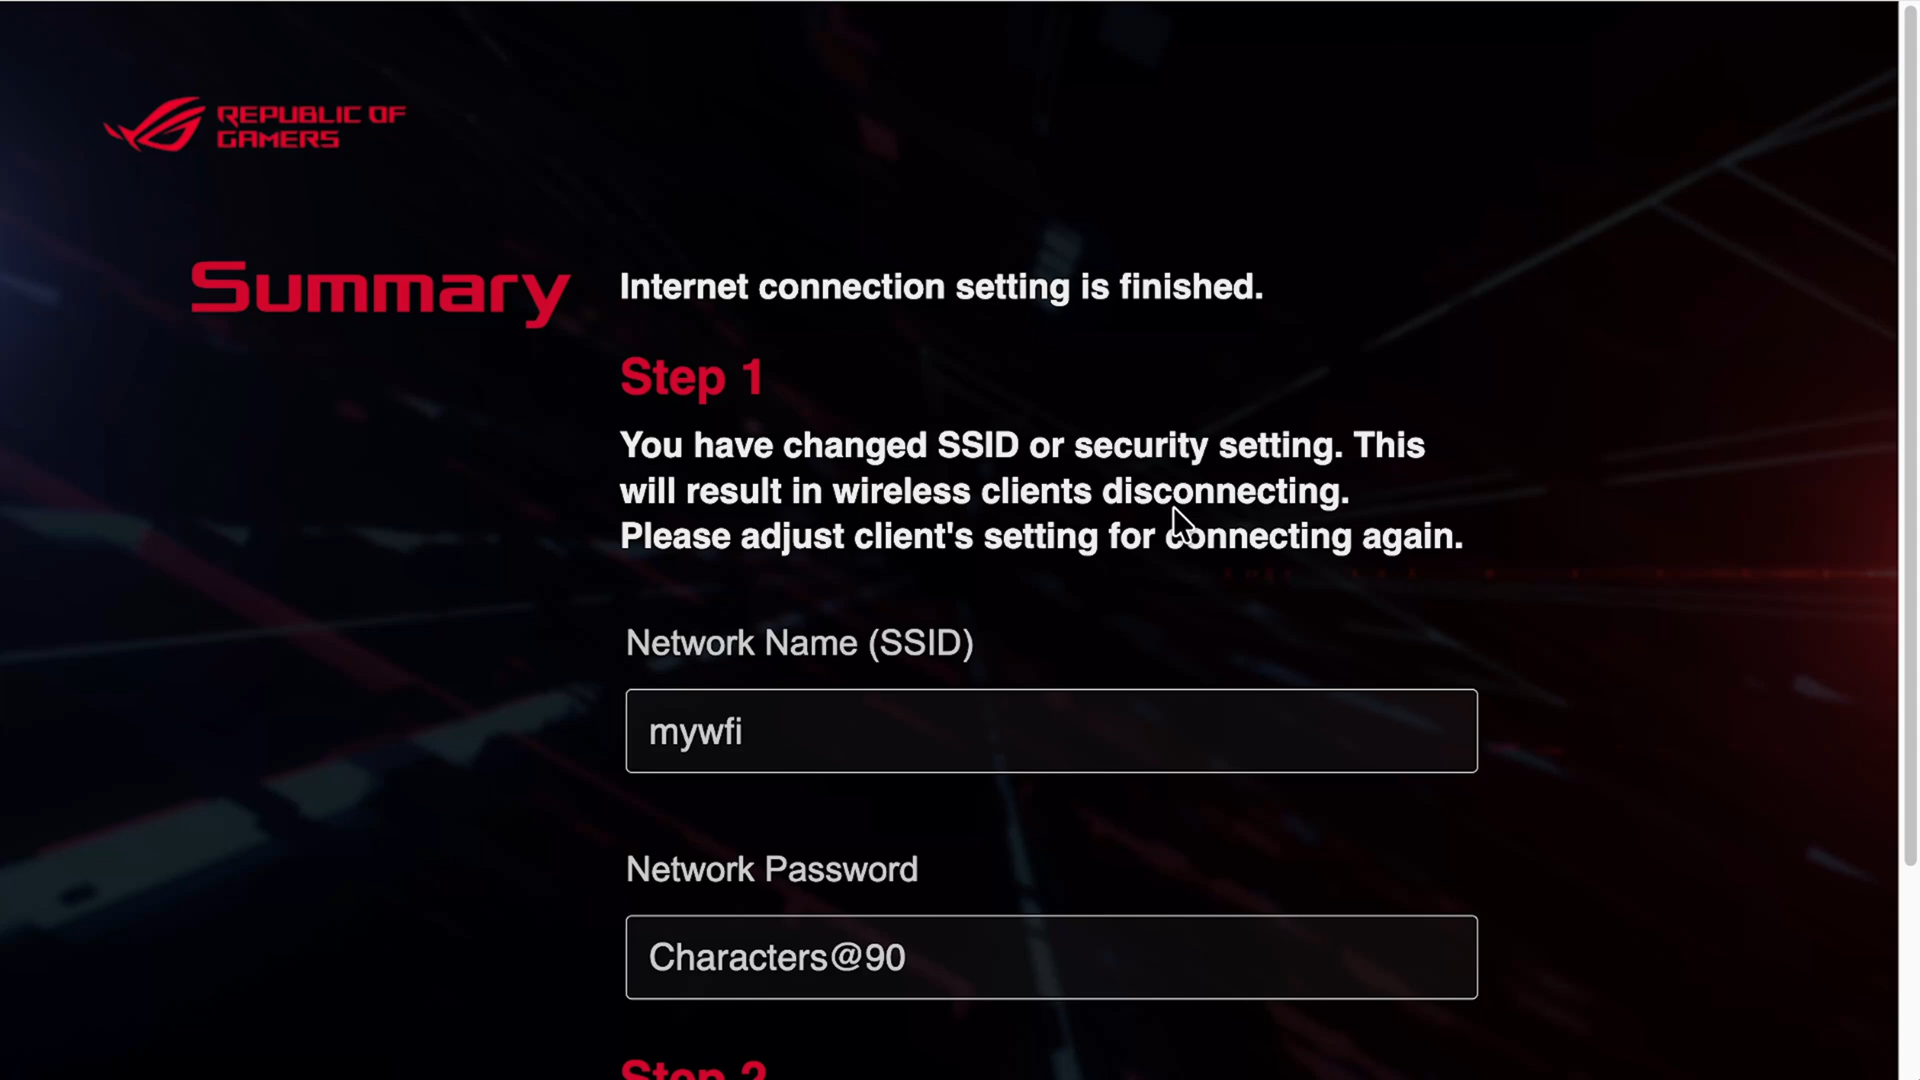 REPUBLIC OF
GAMERS
Summary
Internet connection setting is finished.
Step 1
You have changed SSID or security setting. This
will result in wireless clients disconnecting.
Please adjust client's setting for connecting again.
Network Name (SSID)
mywfi
Network Password
Characters@90
Step 2